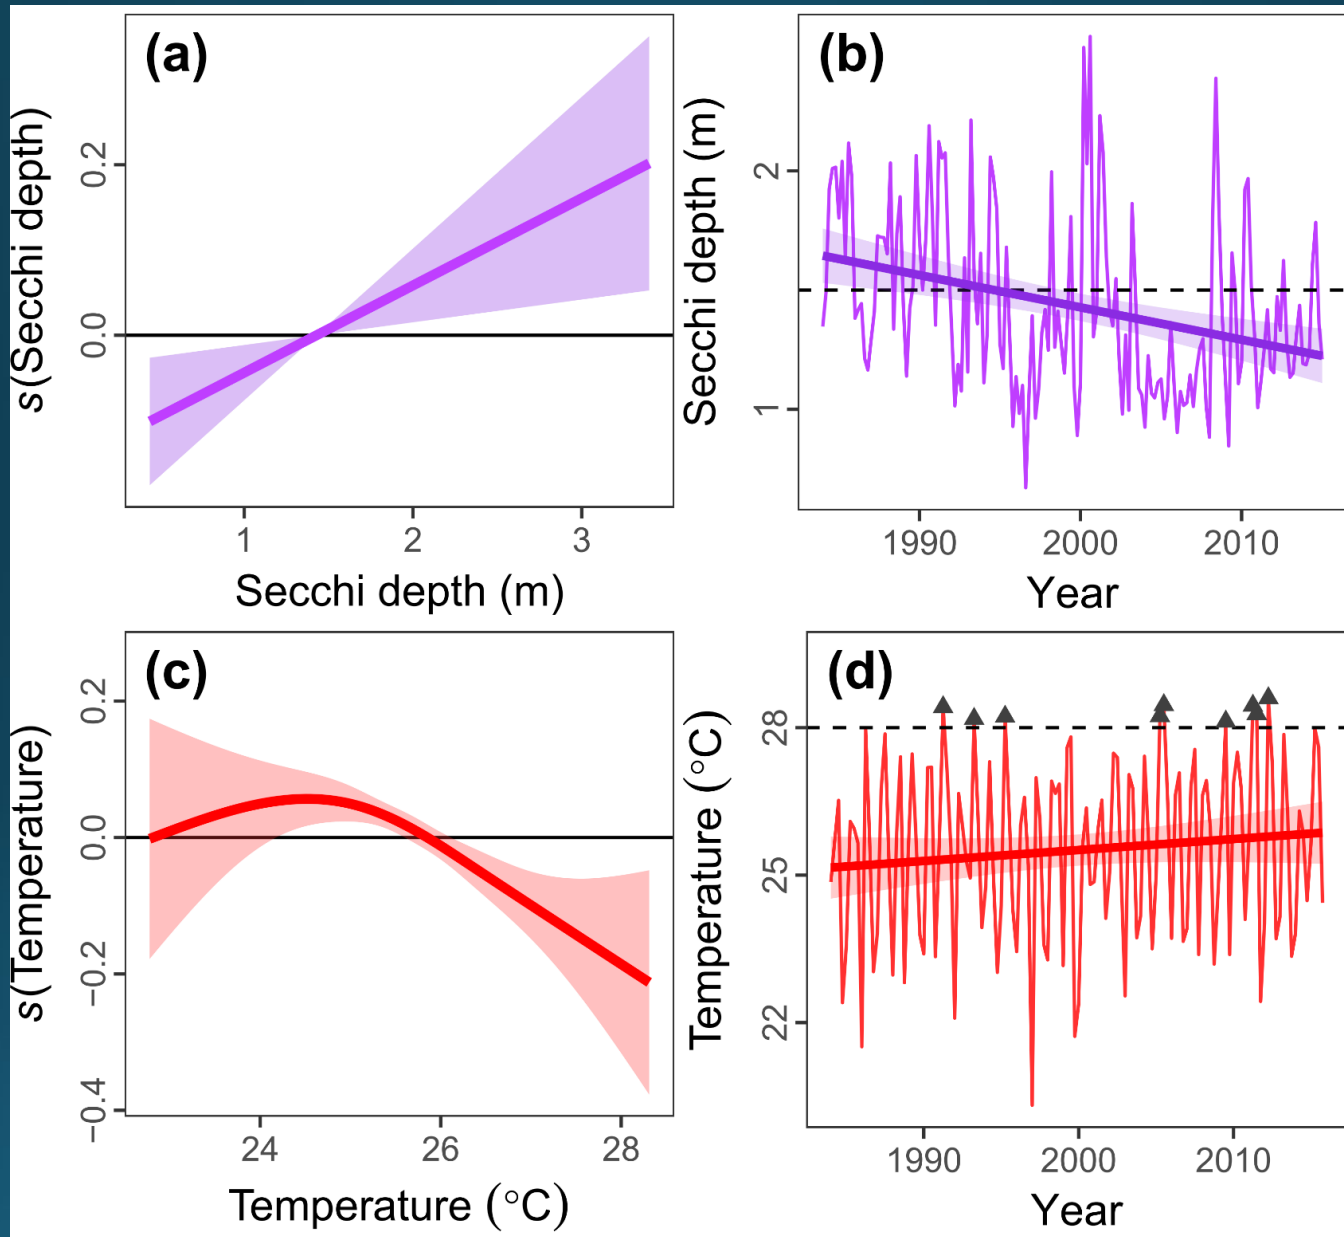 (a)
s(Secchi depth)
0.2
0.0
1
2
3
Secchi depth (m)
(b)
Secchi depth (m)
2
1
1990
2000
2010
Year
(c)
s(Temperature)
0.2
0.0
−0.2
−0.4
24
26
28
Temperature (°C)
(d)
Temperature (°C)
28
25
22
1990
2000
2010
Year